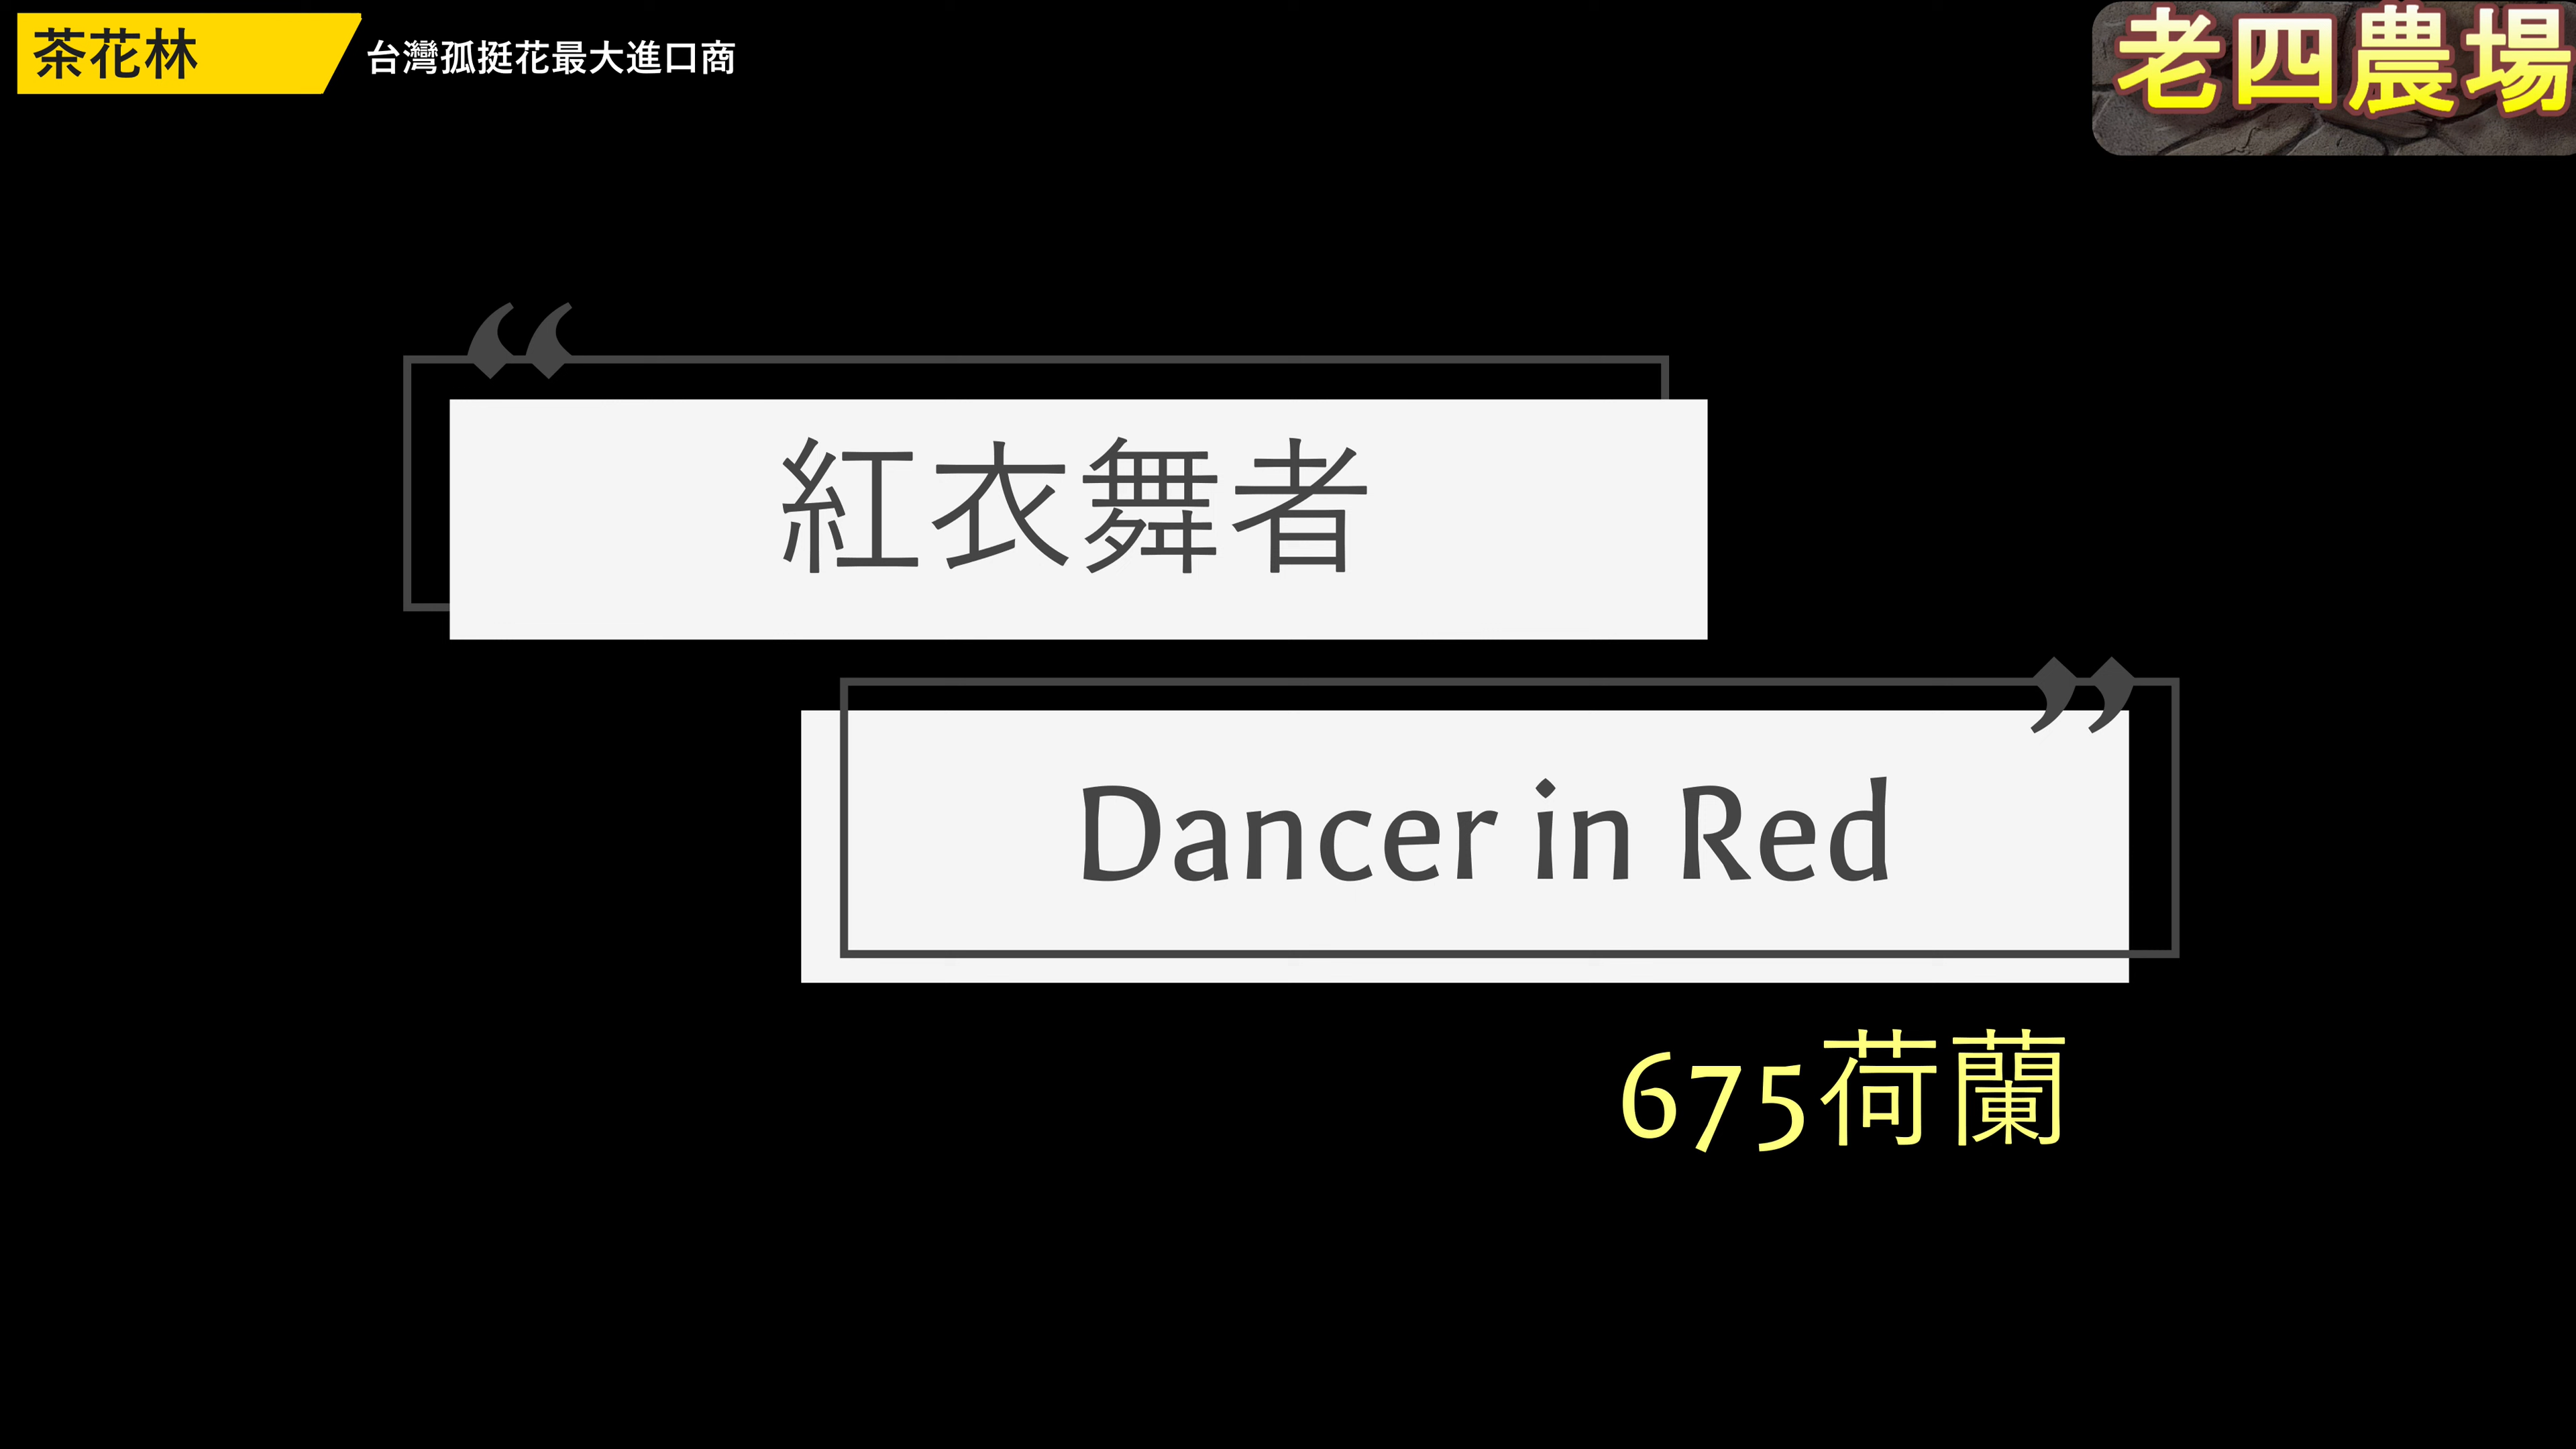 茶花林
台灣孤挺花最大進口商
老四農場
“
紅衣舞者
”
Dancer in Red
675荷蘭